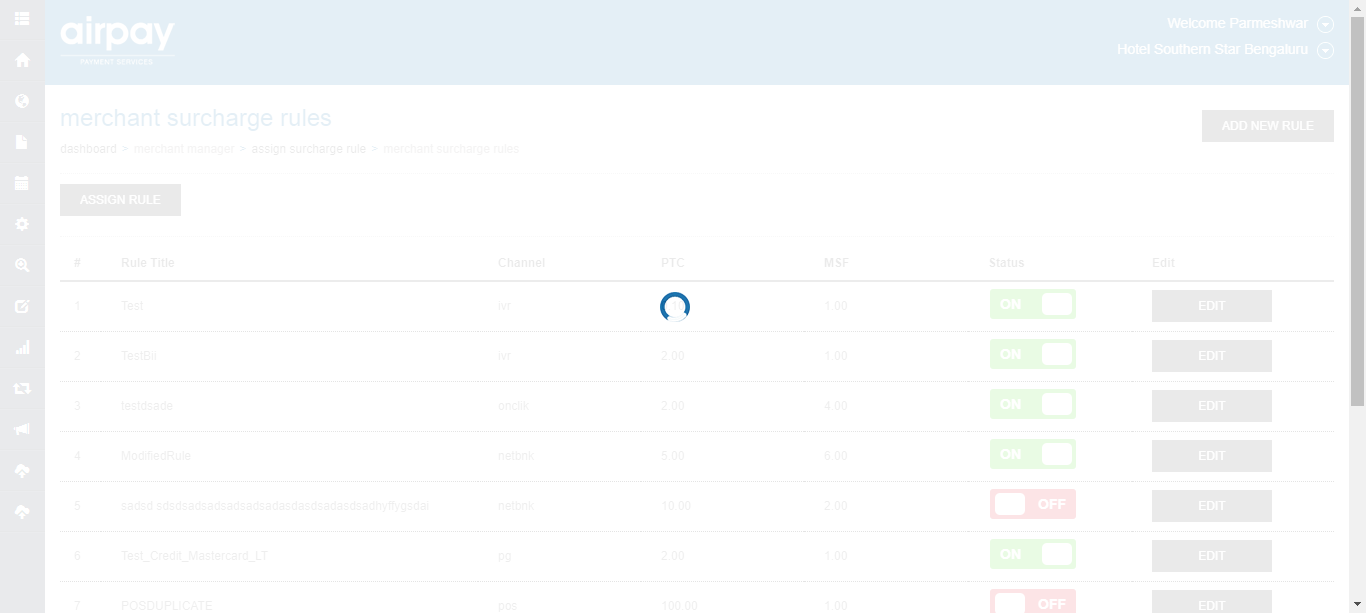 airpay
PAYMENT SERVICES
Welcome Parmeshwar
Hotel Southern Star Bengaluru
merchant surcharge rules
ADD NEW RULE
dashboard > merchant manager > assign surcharge rule > merchant surcharge rules
ASSIGN RULE
# Rule Title Channel PTC MSF Status Edit
1 Test ivr 1.00 ON EDIT
2 TestBii ivr 2.00 1.00 ON EDIT
3 testdsade onclik 2.00 4.00 ON EDIT
4 ModifiedRule netbnk 5.00 6.00 ON EDIT
5 sadsd netbnk 10.00 2.00 OFF EDIT
6 Test_Credit_Mastercard_LT pg 2.00 1.00 ON EDIT
7 POSDUPLICATE pos 100.00 1.00 OFF EDIT